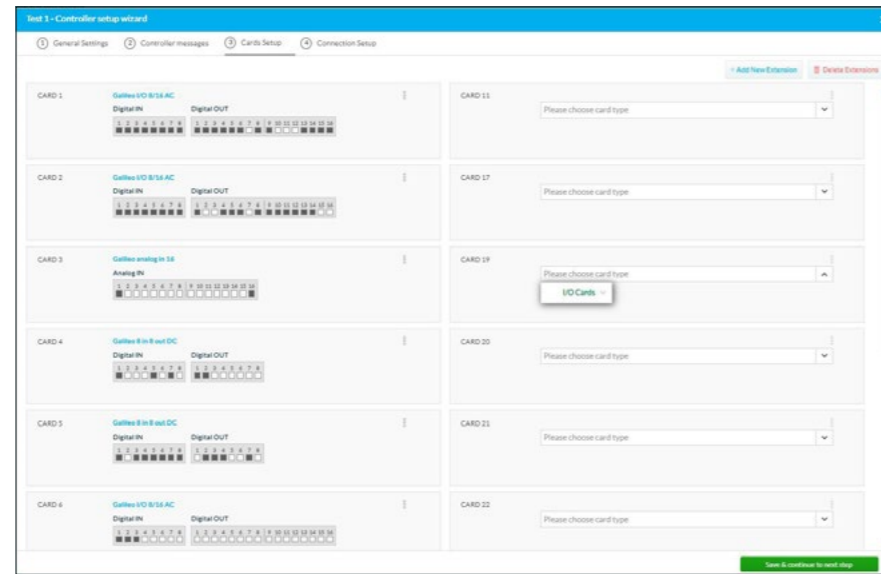 Test 1 - Controller setup wizard
1 General Settings 2 Controller messages 3 Cards Setup 4 Connection Setup
+ Add New Extension Delete Extensions
CARD 1 Galileo I/O 8/16 AC
Digital IN Digital OUT
1 2 3 4 5 6 7 8 1 2 3 4 5 6 7 8 9 10 11 12 13 14 15 16
CARD 11
Please choose card type
CARD 2 Galileo I/O 8/16 AC
Digital IN Digital OUT
1 2 3 4 5 6 7 8 1 2 3 4 5 6 7 8 9 10 11 12 13 14 15 16
CARD 17
Please choose card type
CARD 3 Galileo analog in 16
Analog IN
1 2 3 4 5 6 7 8 9 10 11 12 13 14 15 16
CARD 19
Please choose card type
I/O Cards
CARD 4 Galileo 8 in 8 out DC
Digital IN Digital OUT
1 2 3 4 5 6 7 8 1 2 3 4 5 6 7 8
CARD 20
Please choose card type
CARD 5 Galileo 8 in 8 out DC
Digital IN Digital OUT
1 2 3 4 5 6 7 8 1 2 3 4 5 6 7 8
CARD 21
Please choose card type
CARD 6 Galileo I/O 8/16 AC
Digital IN Digital OUT
1 2 3 4 5 6 7 8 1 2 3 4 5 6 7 8 9 10 11 12 13 14 15 16
CARD 22
Please choose card type
Save & continue to next step